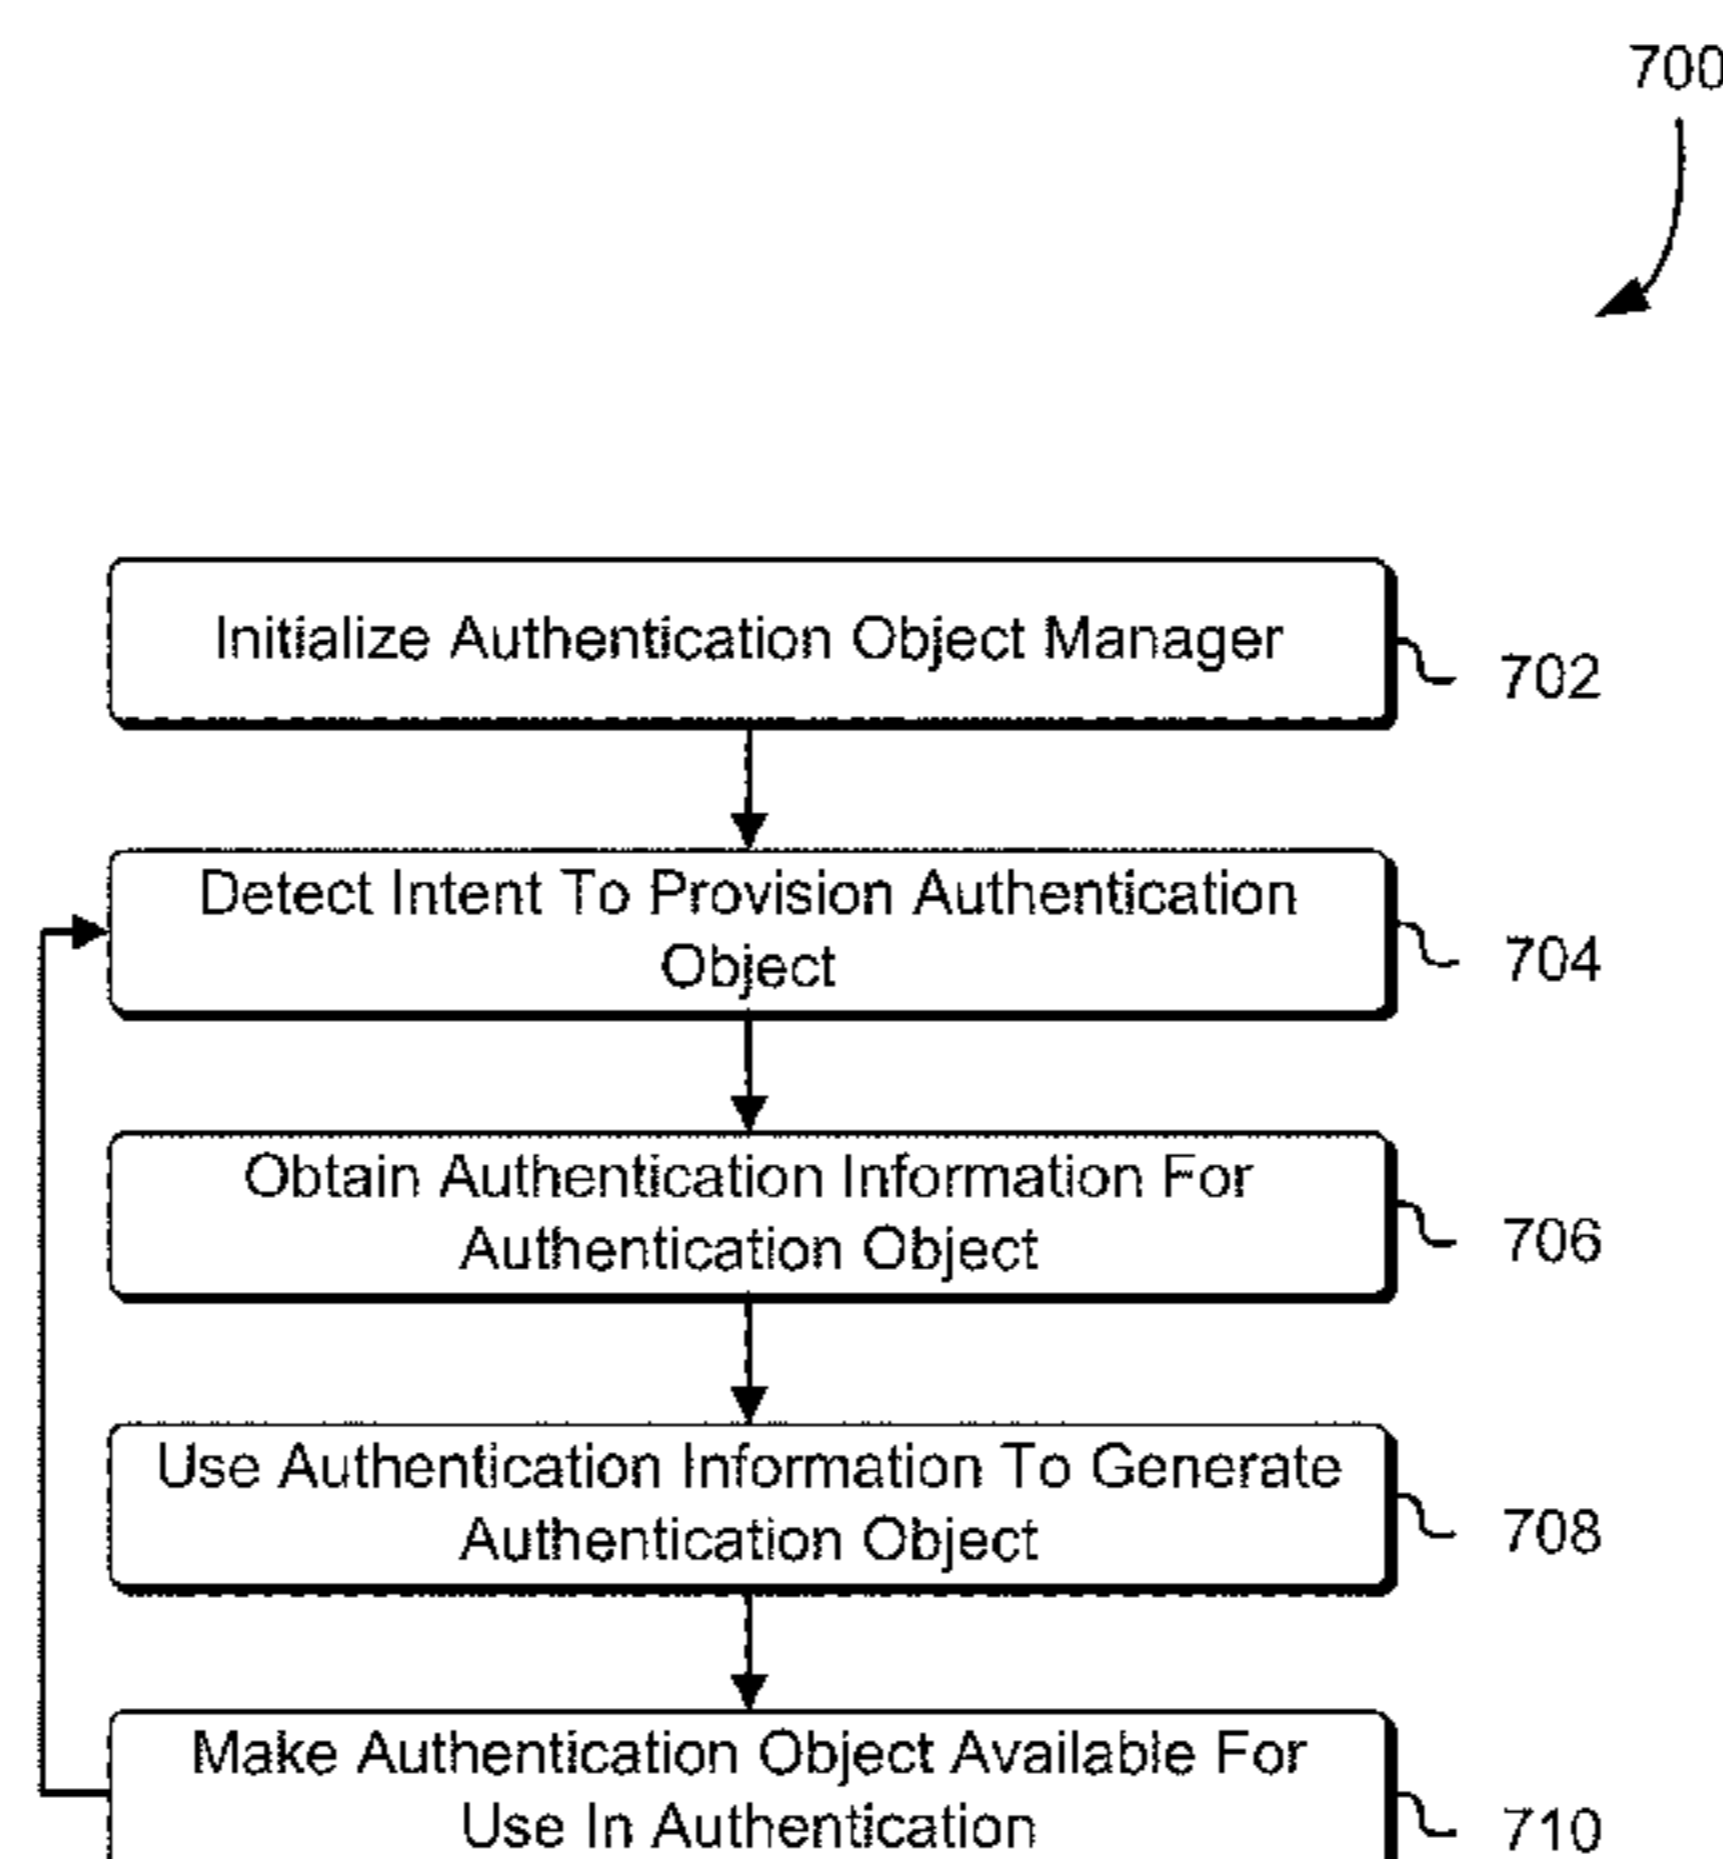 700
Initialize Authentication Object Manager
702
Detect Intent To Provision Authentication
Object
704
Obtain Authentication Information For
Authentication Object
706
Use Authentication Information To Generate
Authentication Object
708
Make Authentication Object Available For
Use In Authentication
710